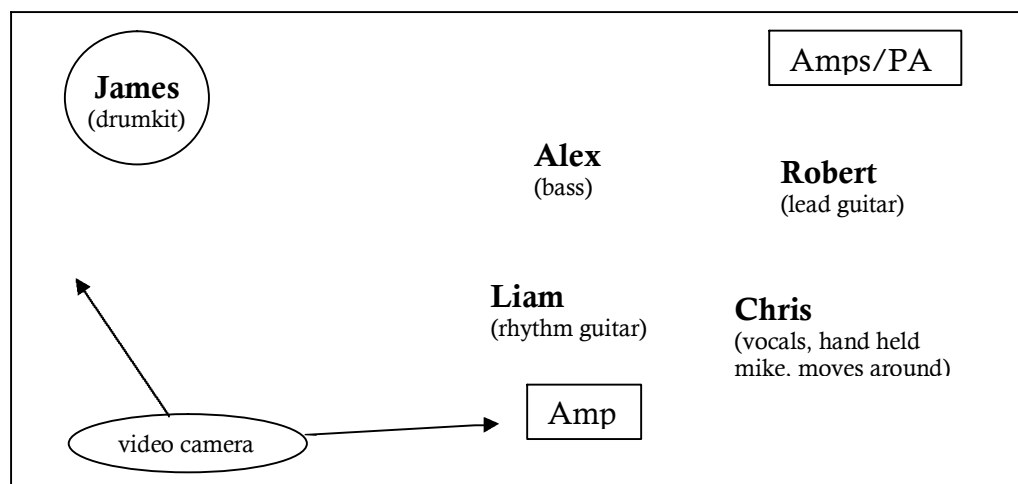 James
(drumkit)
Amps/PA
Alex
(bass)
Robert
(lead guitar)
Liam
(rhythm guitar)
Chris
(vocals, hand held
mike, moves around)
Amp
video camera